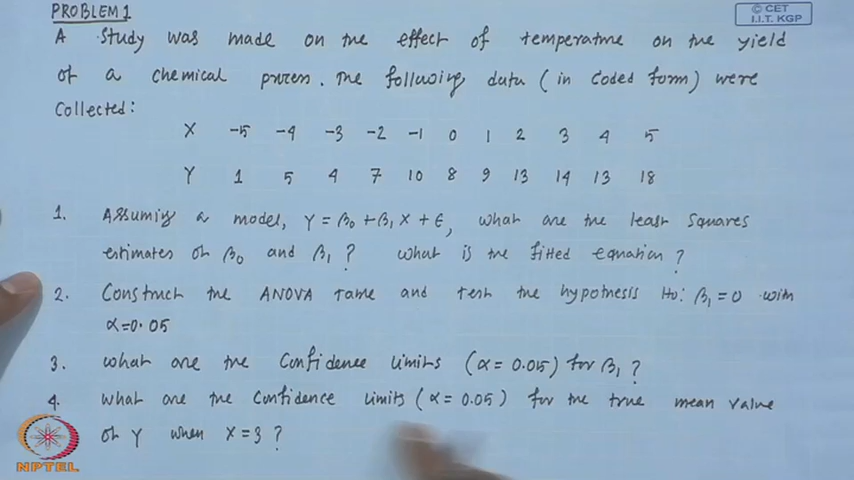 PROBLEM 1
© CET
I.I.T. KGP
A study was made on the effect of temperature on the yield
of a chemical process. The following data (in coded form) were
collected:
X -5 -4 -3 -2 -1 0 1 2 3 4 5
Y 1 5 4 7 10 8 9 13 14 13 18
1. Assuming a model, Y = β₀ + β₁ X + ϵ, what are the least squares
estimates of β₀ and β₁ ? what is the fitted equation ?
2. Construct the ANOVA Table and test the hypothesis H₀: β₁ = 0 with
α=0.05
3. what are the confidence limits (α = 0.05) for β₁ ?
4. what are the confidence limits (α = 0.05) for the true mean value
of Y when X = 3 ?
NPTEL